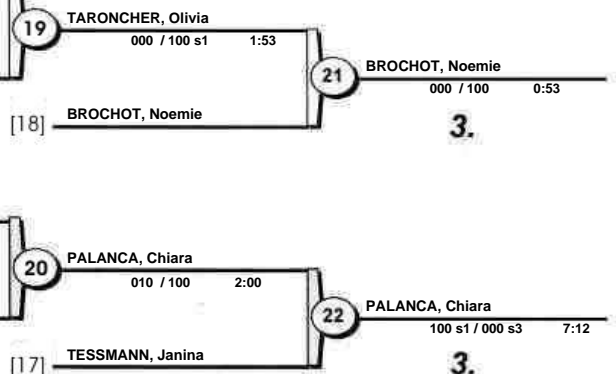 19
TARONCHER, Olivia
000 / 100 s1 1:53
21
BROCHOT, Noemie
000 / 100 0:53
[18]
BROCHOT, Noemie
3.
20
PALANCA, Chiara
010 / 100 2:00
22
PALANCA, Chiara
100 s1 / 000 s3 7:12
[17]
TESSMANN, Janina
3.